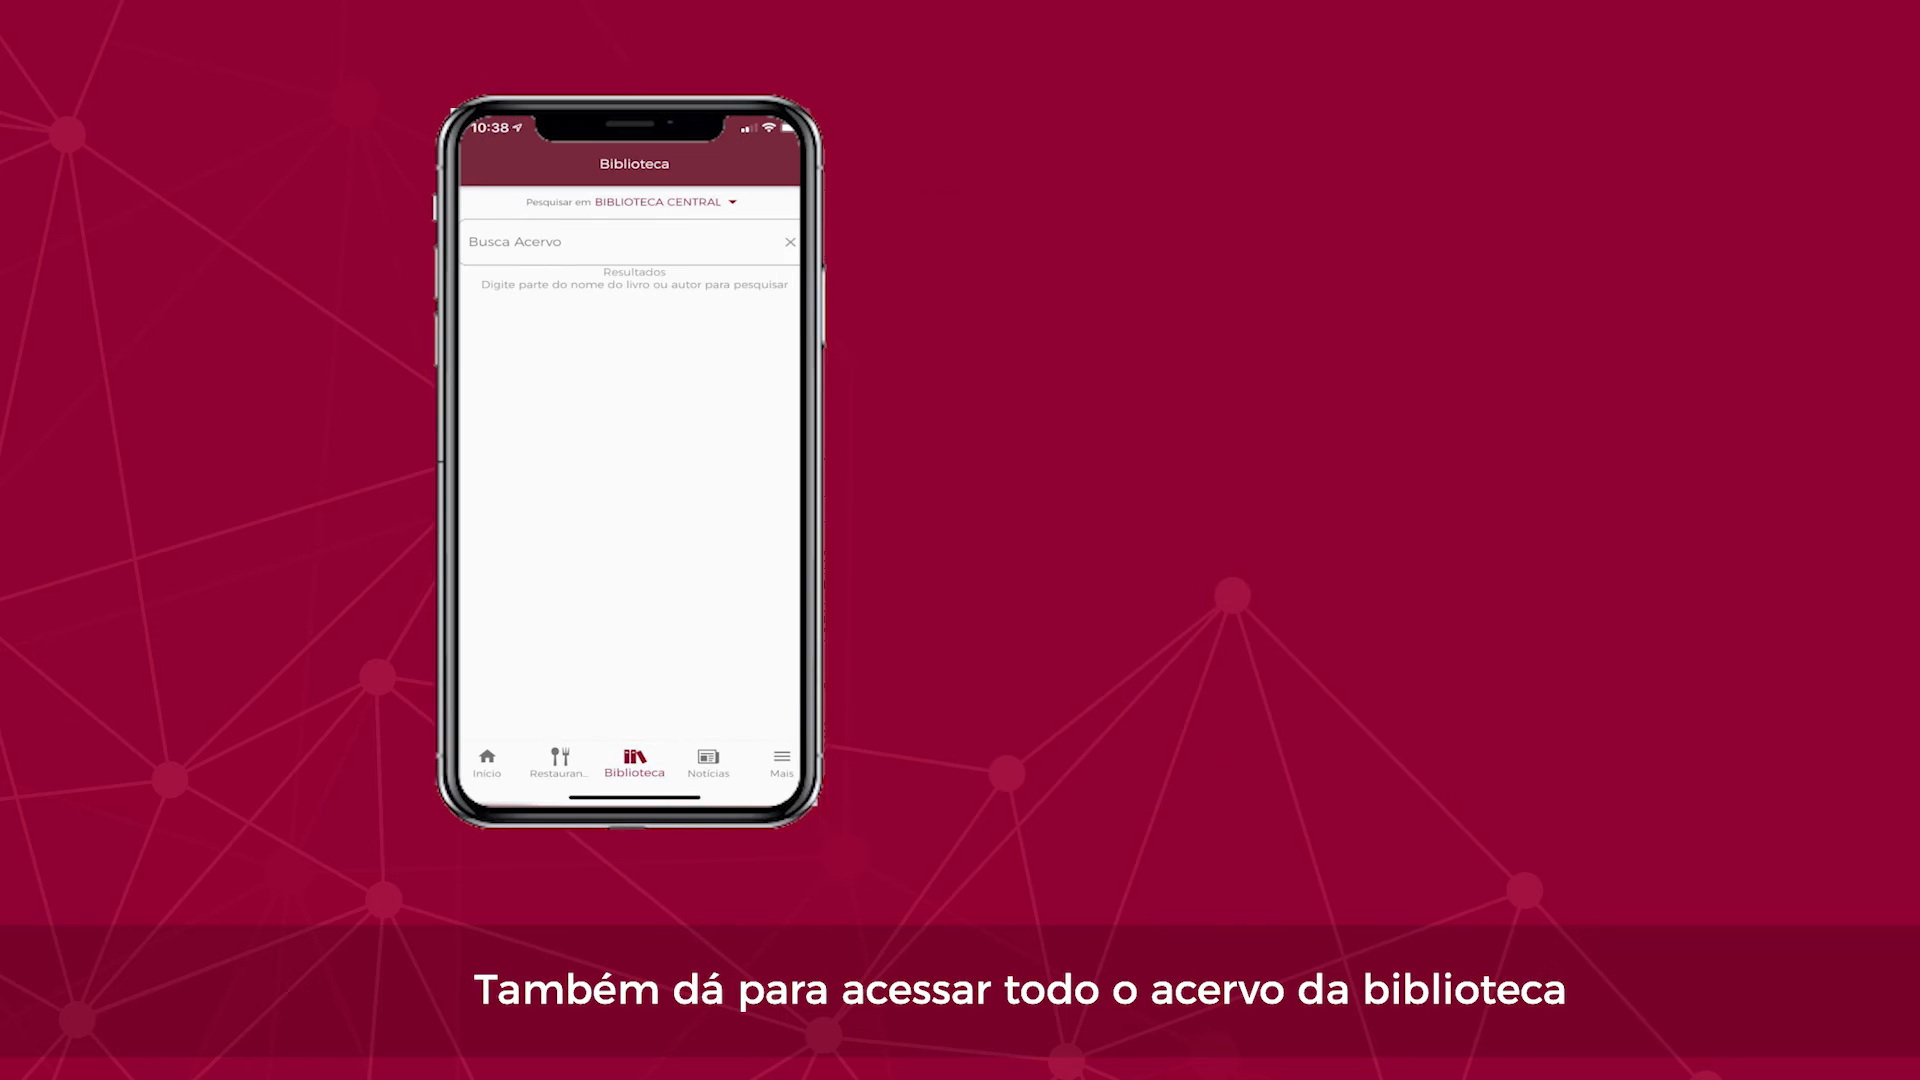 10:38
Biblioteca
Pesquisar em BIBLIOTECA CENTRAL
Busca Acervo
Resultados
Digite parte do nome do livro ou autor para pesquisar
Início Restauran... Biblioteca Notícias Mais
Também dá para acessar todo o acervo da biblioteca